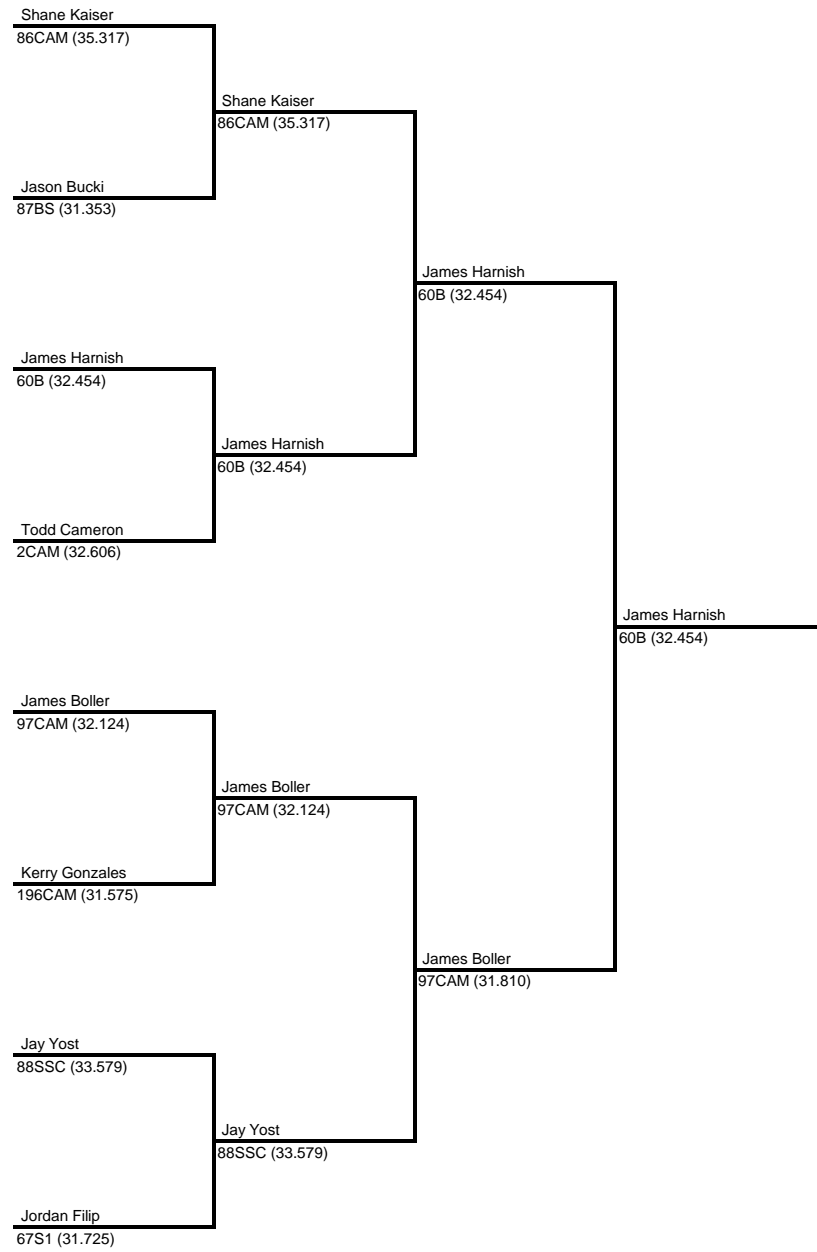 Shane Kaiser
86CAM (35.317)
Shane Kaiser
86CAM (35.317)
Jason Bucki
87BS (31.353)
James Harnish
60B (32.454)
James Harnish
60B (32.454)
James Harnish
60B (32.454)
Todd Cameron
2CAM (32.606)
James Harnish
60B (32.454)
James Boller
97CAM (32.124)
James Boller
97CAM (32.124)
Kerry Gonzales
196CAM (31.575)
James Boller
97CAM (31.810)
Jay Yost
88SSC (33.579)
Jay Yost
88SSC (33.579)
Jordan Filip
67S1 (31.725)